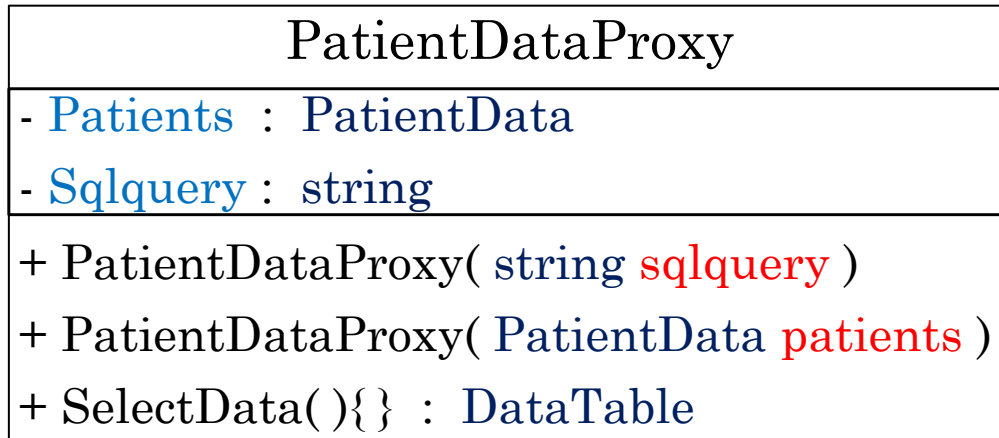 PatientDataProxy
- Patients : PatientData
- Sqlquery : string
+ PatientDataProxy( string sqlquery )
+ PatientDataProxy( PatientData patients )
+ SelectData( ){ } : DataTable